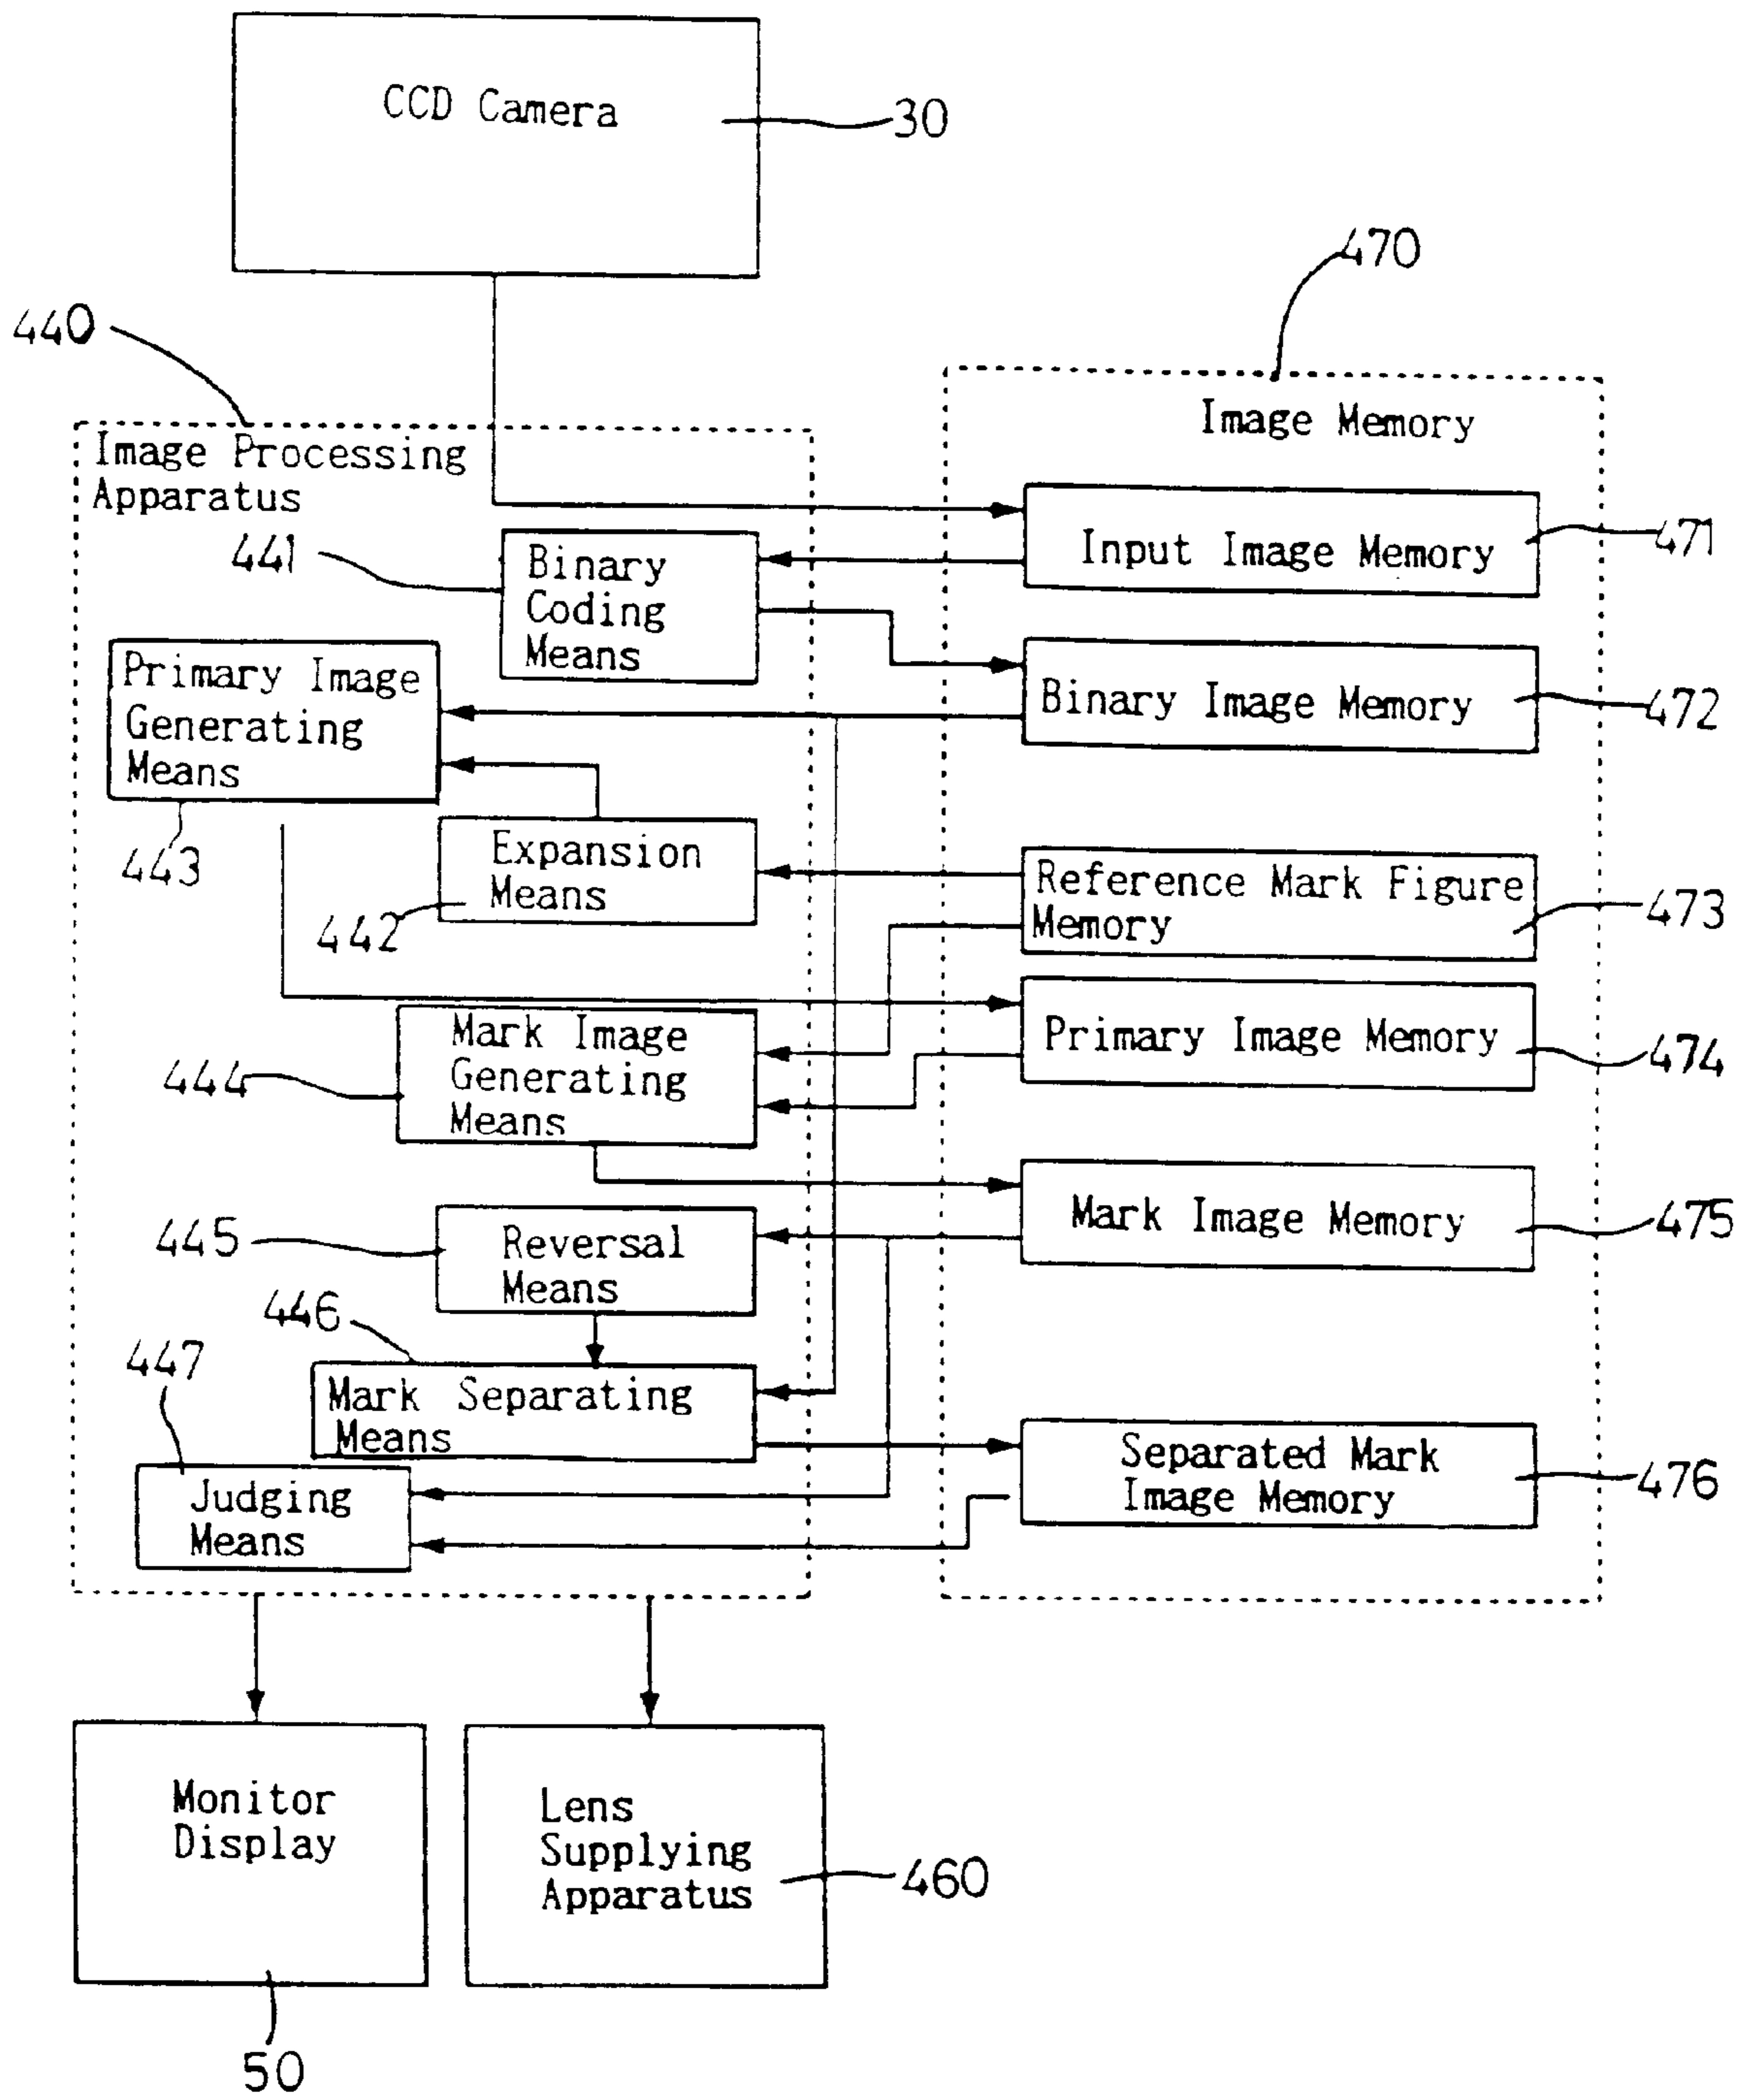 CCD Camera
30
470
440
Image Memory
Image Processing
Apparatus
471
Input Image Memory
441
Binary
Coding
Means
Primary Image
Generating
Means
443
Binary Image Memory
472
Expansion
Means
442
Reference Mark Figure
Memory
473
Mark Image
Generating
Means
444
Primary Image Memory
474
Mark Image Memory
475
445
Reversal
Means
446
447
Mark Separating
Means
Separated Mark
Image Memory
476
Judging
Means
Monitor
Display
Lens
Supplying
Apparatus
460
50